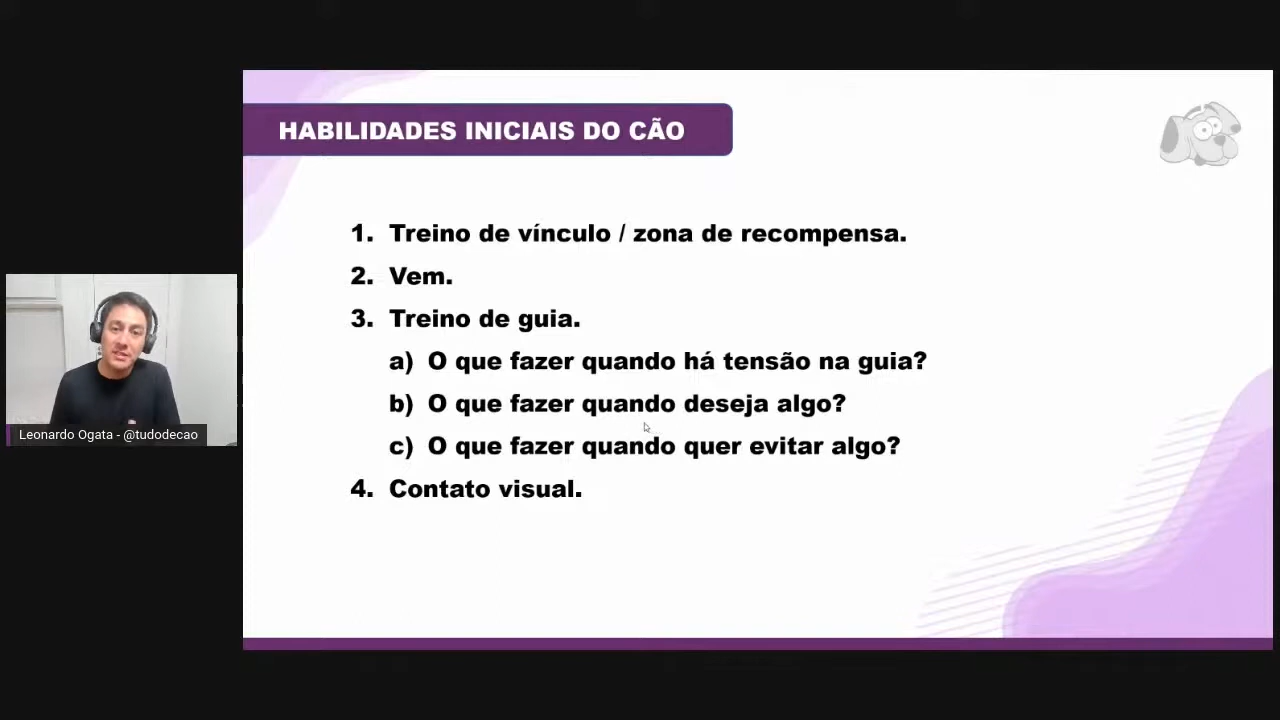 HABILIDADES INICIAIS DO CÃO
1. Treino de vínculo / zona de recompensa.
2. Vem.
3. Treino de guia.
a) O que fazer quando há tensão na guia?
b) O que fazer quando deseja algo?
c) O que fazer quando quer evitar algo?
4. Contato visual.
Leonardo Ogata - @tudodecao